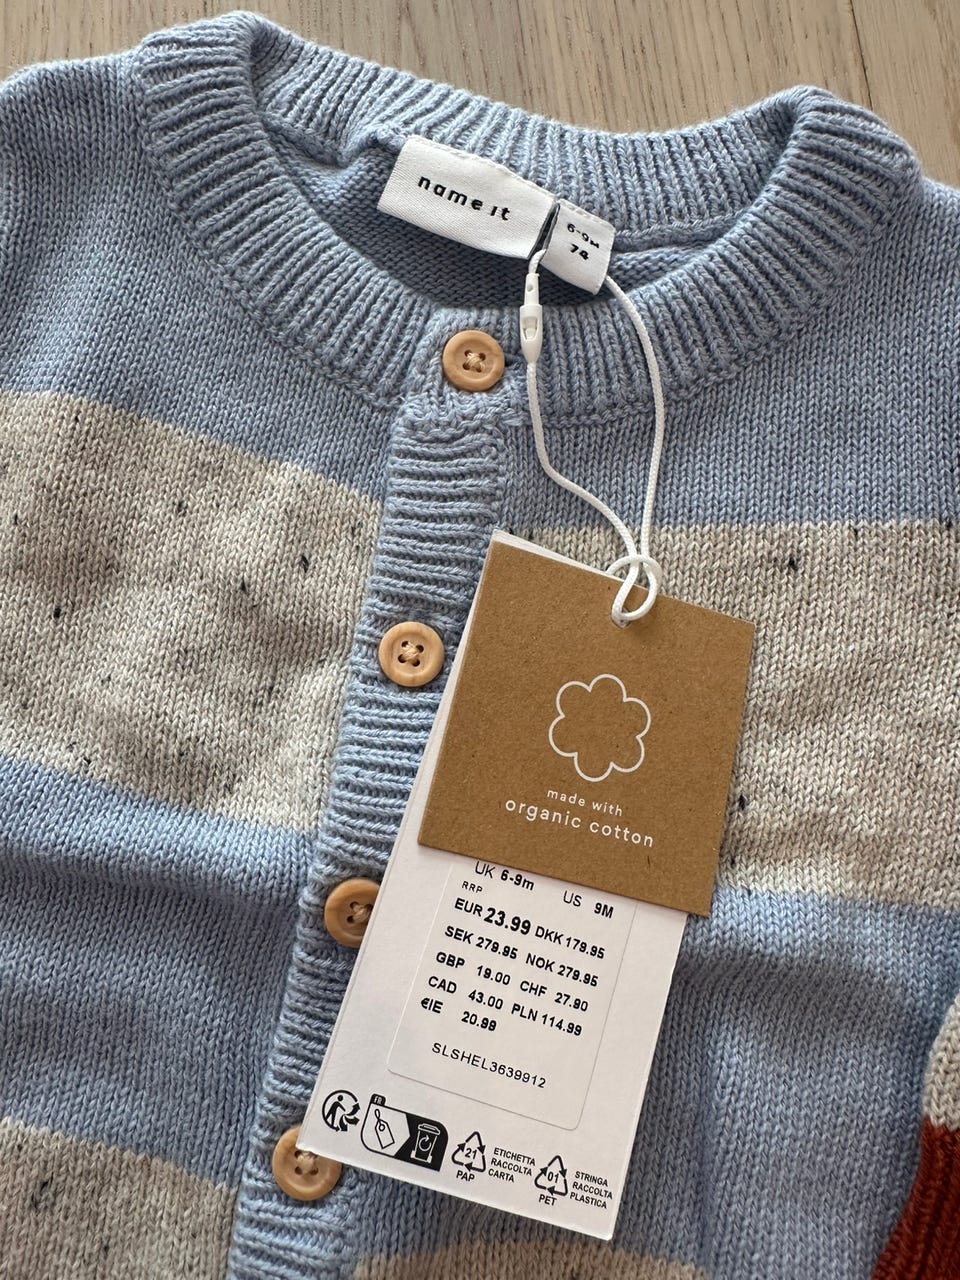 name it
6-9M
74
made with
organic cotton
UK 6-9m US 9M
RRP
EUR 23.99 DKK 179.95
SEK 279.95 NOK 279.95
GBP 19.00 CHF 27.90
CAD 43.00 PLN 114.99
€IE 20.99
SLSHEL3639912
FR
21
PAP
ETICHETTA
RACCOLTA
CARTA
01
PET
STRINGA
RACCOLTA
PLASTICA